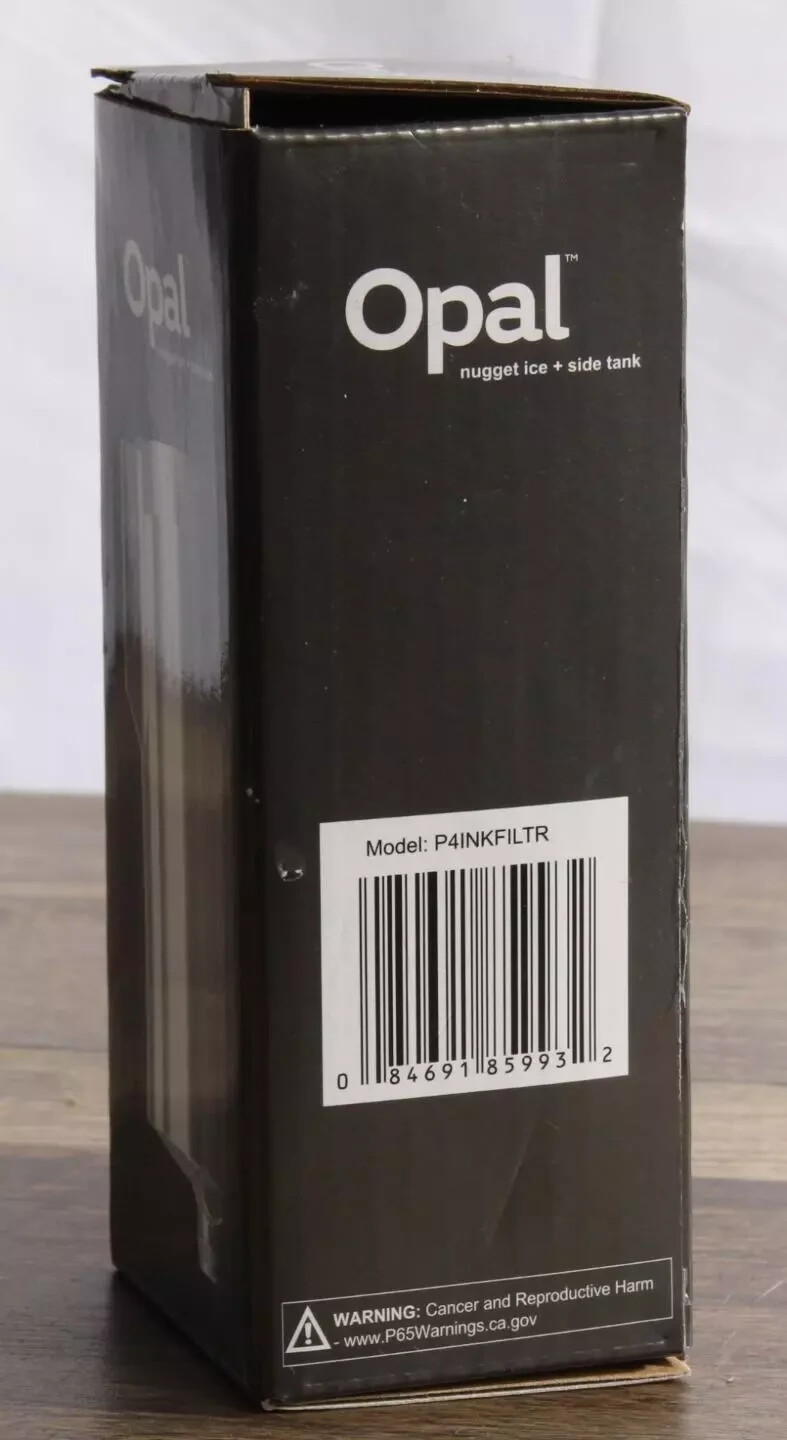 Opal
Opal™
nugget ice + side tank
Model: P4INKFILTR
0 84691 85993 2
WARNING: Cancer and Reproductive Harm
- www.P65Warnings.ca.gov